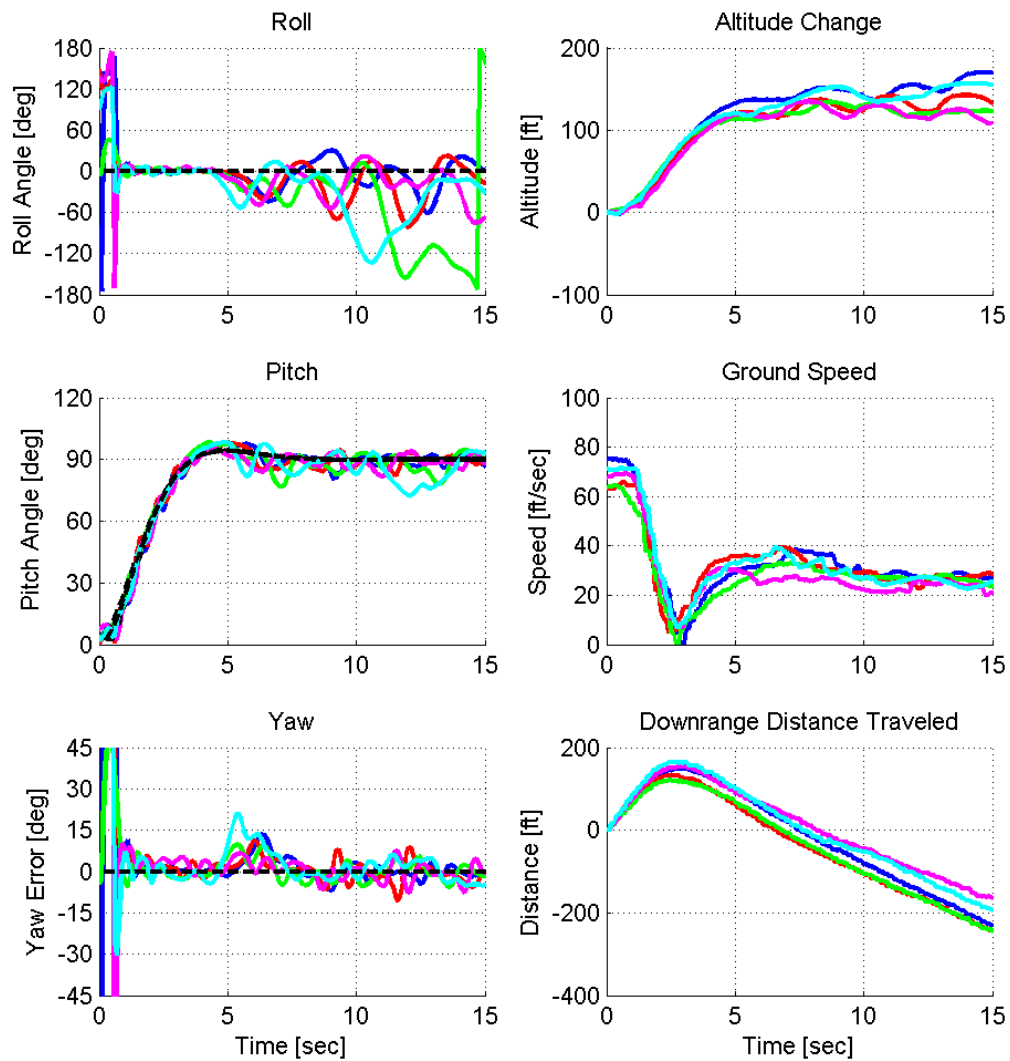 Roll
Altitude Change
180
120
60
0
-60
-120
-180
Roll Angle [deg]
0 5 10 15
200
100
0
-100
Altitude [ft]
0 5 10 15
Pitch
Ground Speed
120
90
60
30
0
Pitch Angle [deg]
0 5 10 15
100
80
60
40
20
0
Speed [ft/sec]
0 5 10 15
Yaw
Downrange Distance Traveled
45
30
15
0
-15
-30
-45
Yaw Error [deg]
0 5 10 15
Time [sec]
200
0
-200
-400
Distance [ft]
0 5 10 15
Time [sec]